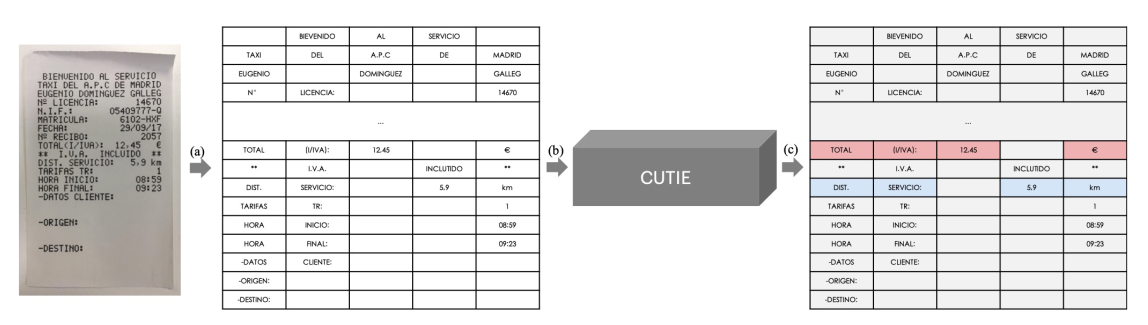 BIENVENIDO AL SERVICIO
TAXI DEL A.P.C DE MADRID
EUGENIO DOMINGUEZ GALLEG
Nº LICENCIA: 14670
N.I.F.: 05409777-Q
MATRICULA: 6102-HXF
FECHA: 29/09/17
Nº RECIBO: 2057
TOTAL(I/IVA): 12.45 €
** I.V.A. INCLUIDO **
DIST. SERVICIO: 5.9 km
TARIFAS TR: 1
HORA INICIO: 08:59
HORA FINAL: 09:23
-DATOS CLIENTE:
-ORIGEN:
-DESTINO:
(a)
BIEVENIDO AL SERVICIO
TAXI DEL A.P.C DE MADRID
EUGENIO DOMINGUEZ GALLEG
N° LICENCIA: 14670
...
TOTAL (I/IVA): 12.45 €
** I.V.A. INCLUTIDO **
DIST. SERVICIO: 5.9 km
TARIFAS TR: 1
HORA INICIO: 08:59
HORA FINAL: 09:23
-DATOS CLIENTE:
-ORIGEN:
-DESTINO:
(b)
CUTIE
(c)
BIEVENIDO AL SERVICIO
TAXI DEL A.P.C DE MADRID
EUGENIO DOMINGUEZ GALLEG
N° LICENCIA: 14670
...
TOTAL (I/IVA): 12.45 €
** I.V.A. INCLUTIDO **
DIST. SERVICIO: 5.9 km
TARIFAS TR: 1
HORA INICIO: 08:59
HORA FINAL: 09:23
-DATOS CLIENTE:
-ORIGEN:
-DESTINO: